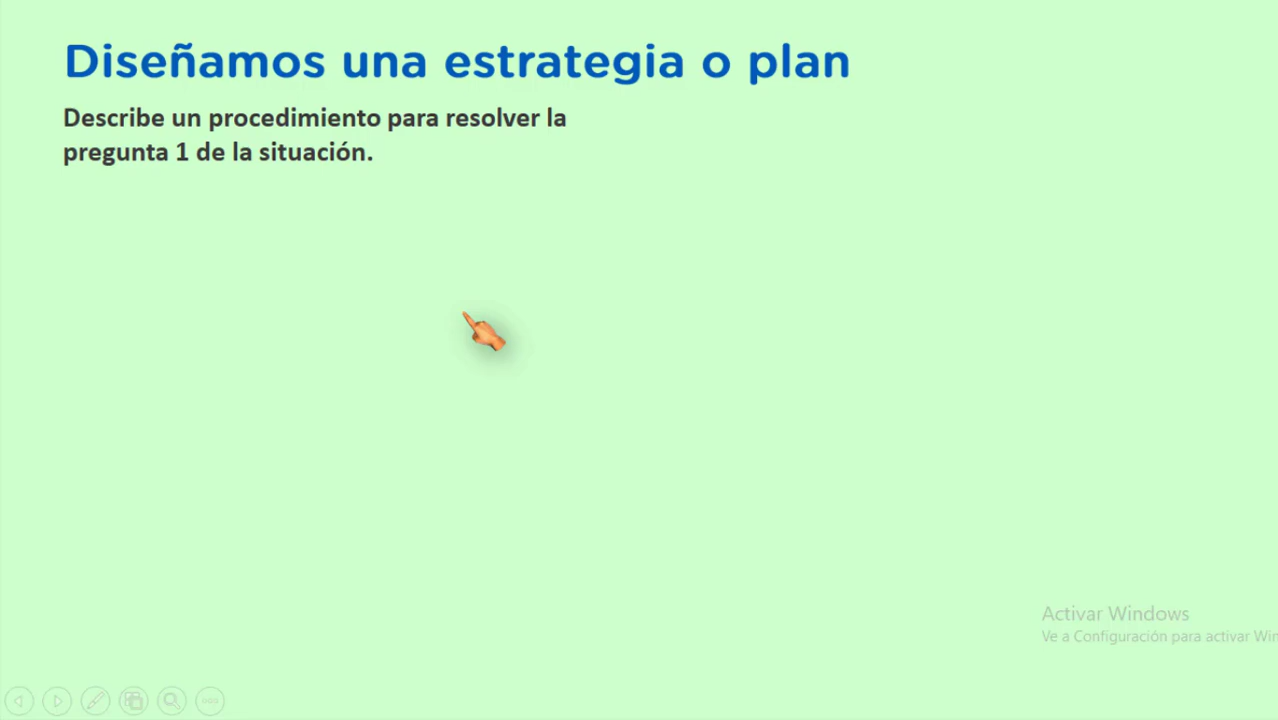 Diseñamos una estrategia o plan
Describe un procedimiento para resolver la
pregunta 1 de la situación.
Activar Windows
Ve a Configuración para activar Win